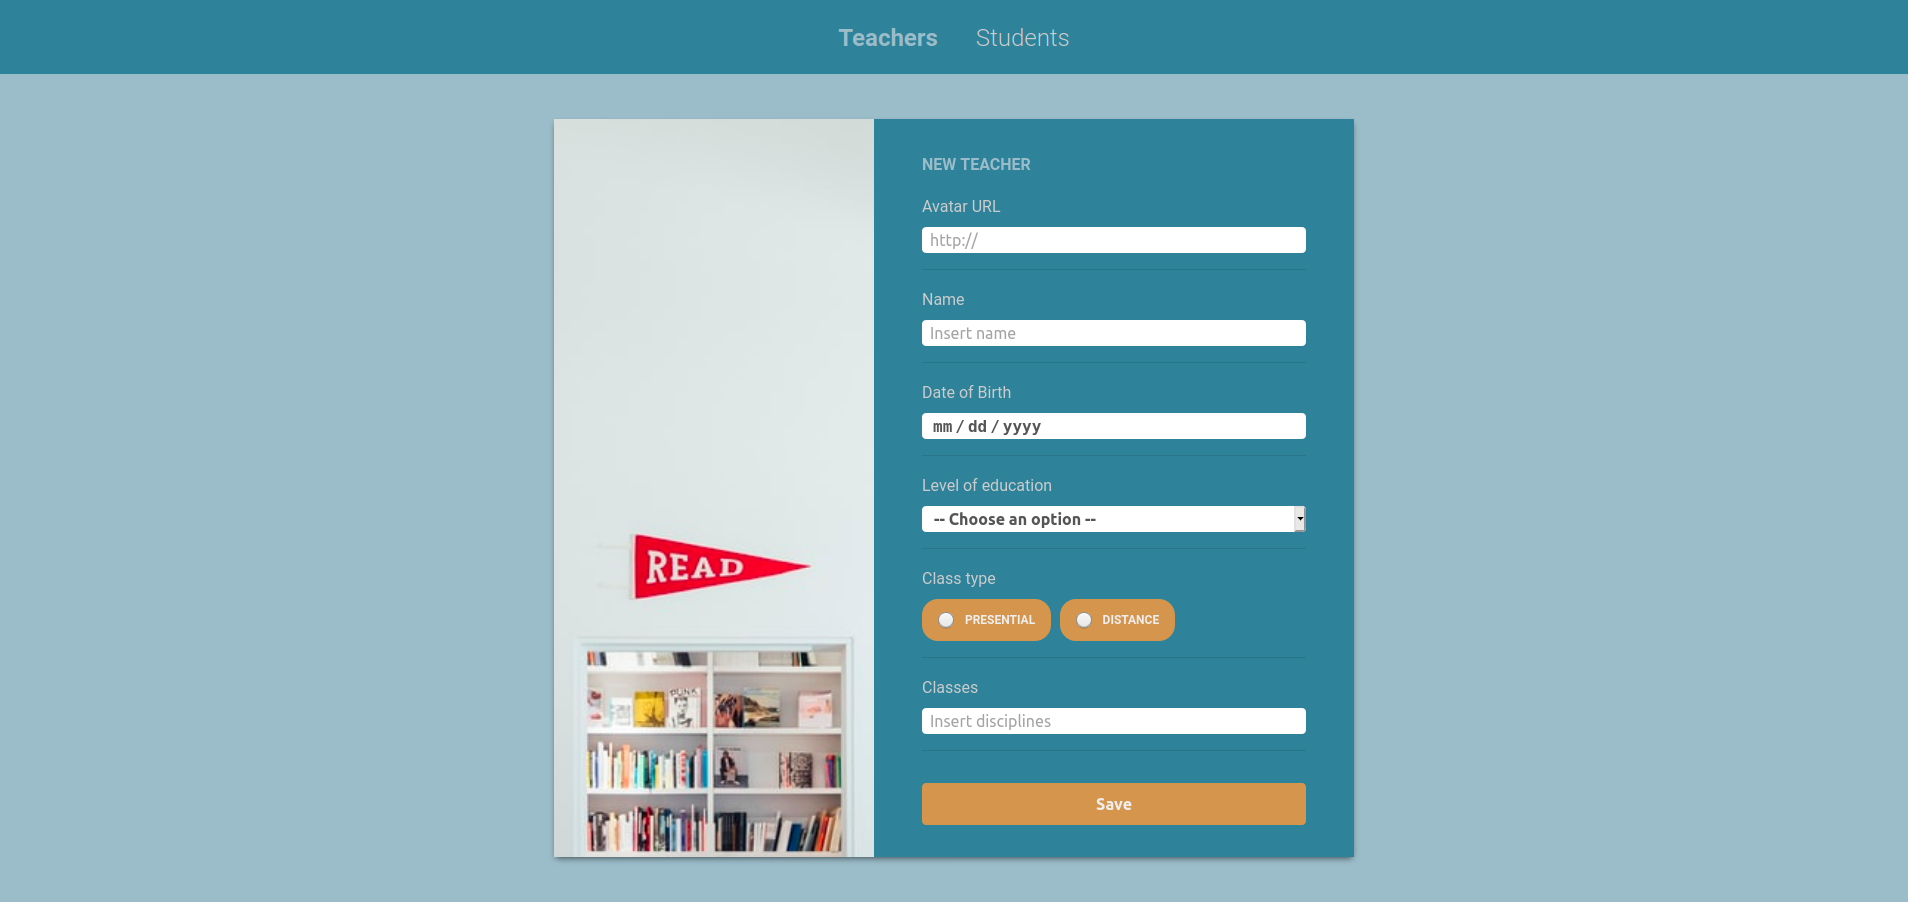 Teachers Students
NEW TEACHER
Avatar URL
http://
Name
Insert name
Date of Birth
mm / dd / yyyy
Level of education
-- Choose an option --
Class type
PRESENTIAL DISTANCE
Classes
Insert disciplines
Save
READ
PUNK